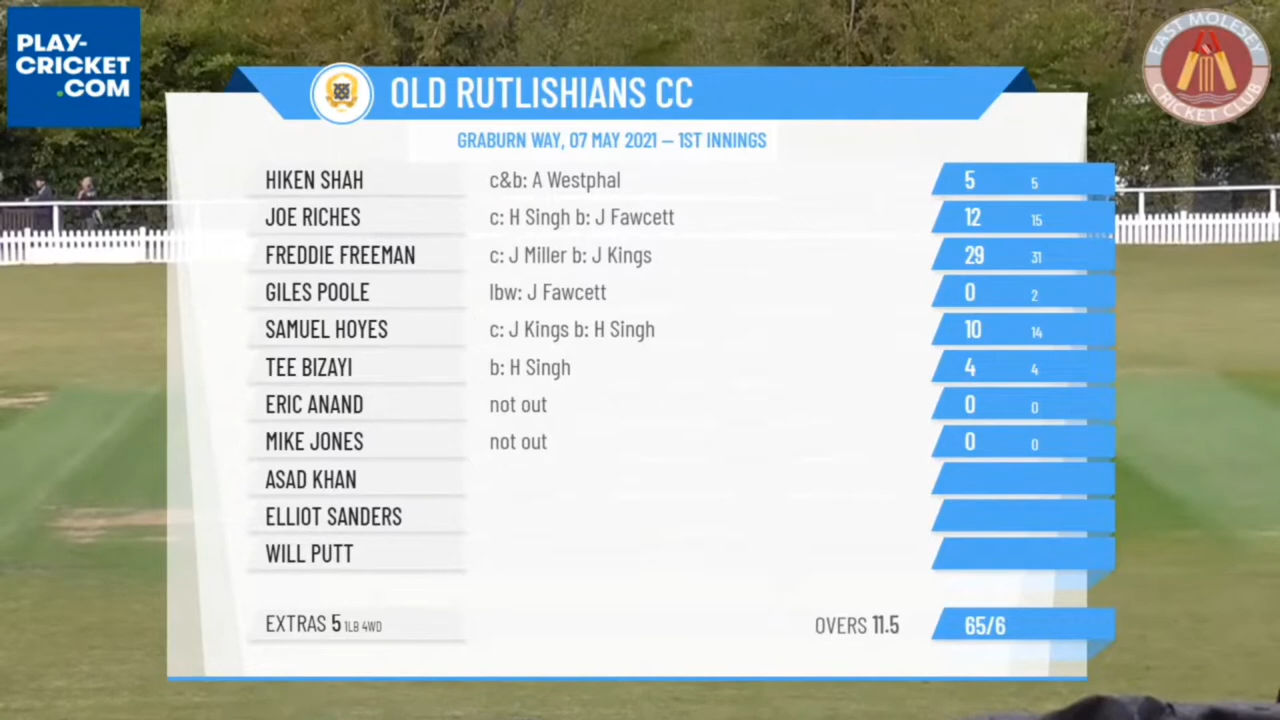 PLAY-
CRICKET
.COM
EAST MOLESEY
CRICKET CLUB
OLD RUTLISHIANS CC
GRABURN WAY, 07 MAY 2021 – 1ST INNINGS
HIKEN SHAH c&b: A Westphal 5 5
JOE RICHES c: H Singh b: J Fawcett 12 15
FREDDIE FREEMAN c: J Miller b: J Kings 29 31
GILES POOLE lbw: J Fawcett 0 2
SAMUEL HOYES c: J Kings b: H Singh 10 14
TEE BIZAYI b: H Singh 4 4
ERIC ANAND not out 0 0
MIKE JONES not out 0 0
ASAD KHAN
ELLIOT SANDERS
WILL PUTT
EXTRAS 5 1LB 4WD OVERS 11.5 65/6